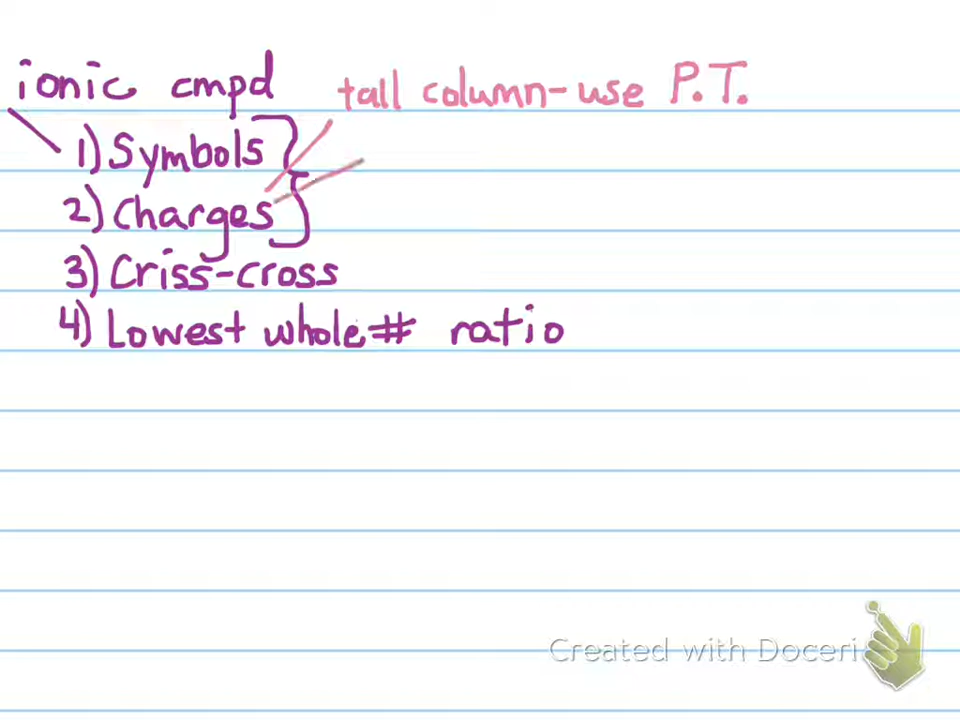 ionic cmpd
tall column-use P.T.
1) Symbols
2) Charges
3) Criss-cross
4) Lowest whole # ratio
Created with Doceri